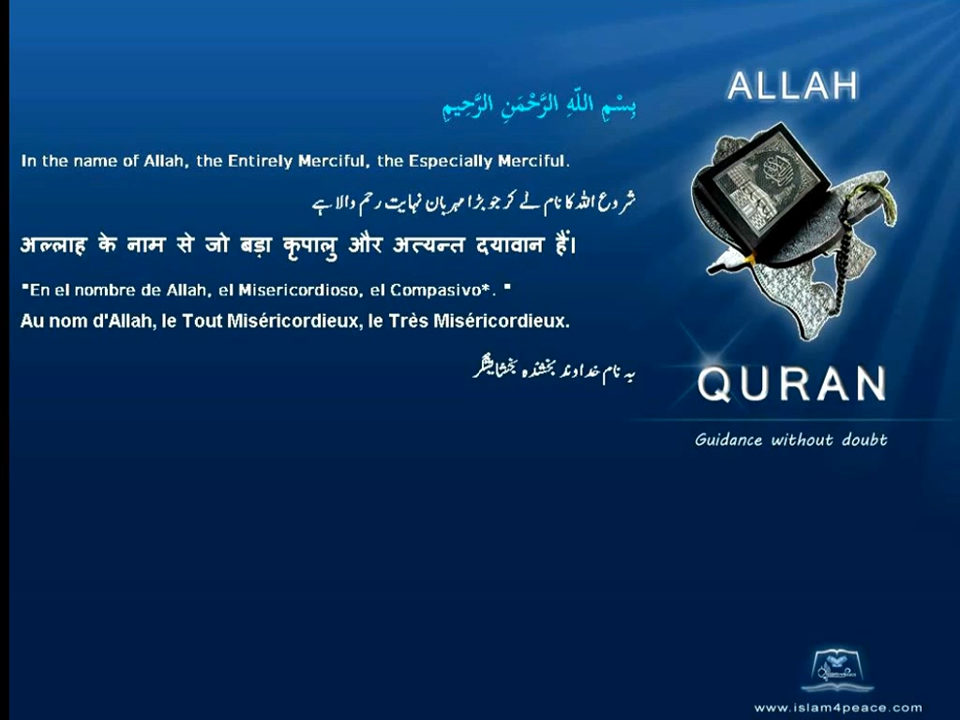 بِسْمِ اللَّهِ الرَّحْمَنِ الرَّحِيمِ
In the name of Allah, the Entirely Merciful, the Especially Merciful.
شروع الله کا نام لے کر جو بڑا مہربان نہایت رحم والا ہے
अल्लाह के नाम से जो बड़ा कृपालु और अत्यन्त दयावान हैं।
"En el nombre de Allah, el Misericordioso, el Compasivo*. "
Au nom d'Allah, le Tout Miséricordieux, le Très Miséricordieux.
به نام خداوند بخشنده بخشایشگر
ALLAH
QURAN
Guidance without doubt
www.islam4peace.com